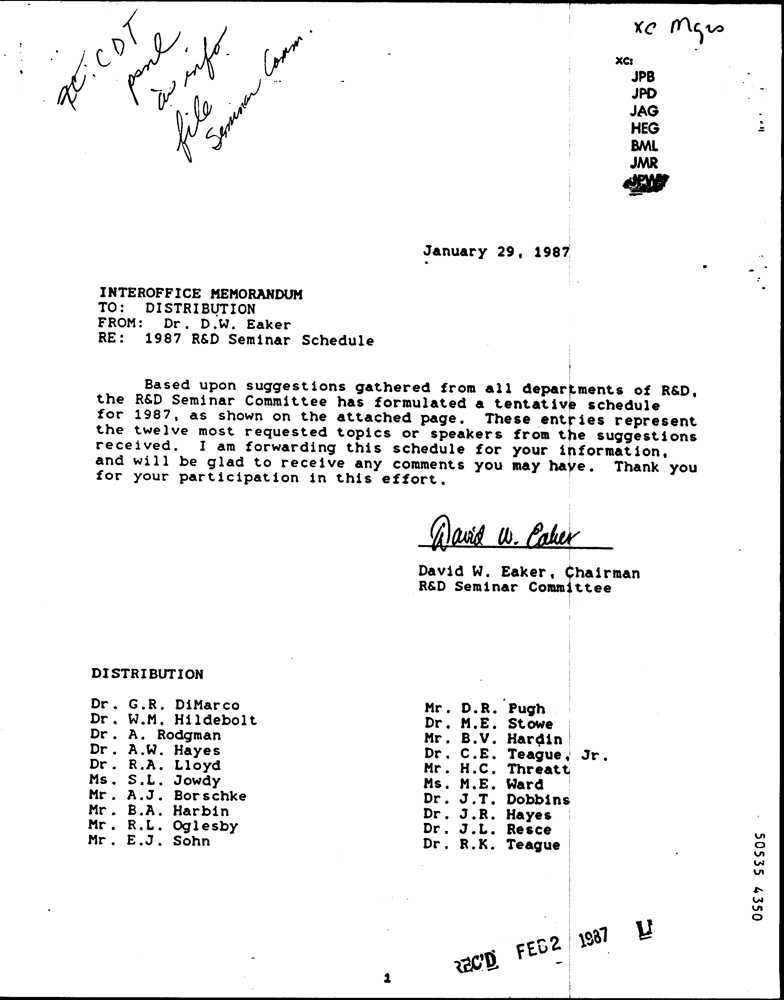 xc: CDT
psnl
file
Seminar Comm.
xc Mgrs
XC:
JPB
JPD
JAG
HEG
BML
JMR
January 29, 1987
INTEROFFICE MEMORANDUM
TO: DISTRIBUTION
FROM: Dr. D.W. Eaker
RE: 1987 R&D Seminar Schedule
Based upon suggestions gathered from all departments of R&D,
the R&D Seminar Committee has formulated a tentative schedule
for 1987, as shown on the attached page. These entries represent
the twelve most requested topics or speakers from the suggestions
received. I am forwarding this schedule for your information,
and will be glad to receive any comments you may have. Thank you
for your participation in this effort.
David W. Eaker
David W. Eaker, Chairman
R&D Seminar Committee
DISTRIBUTION
Dr. G.R. DiMarco
Dr. W.M. Hildebolt
Dr. A. Rodgman
Dr. A.W. Hayes
Dr. R.A. Lloyd
Ms. S.L. Jowdy
Mr. A.J. Borschke
Mr. B.A. Harbin
Mr. R.L. Oglesby
Mr. E.J. Sohn
Mr. D.R. Pugh
Dr. M.E. Stowe
Mr. B.V. Hardin
Dr. C.E. Teague, Jr.
Mr. H.C. Threatt
Ms. M.E. Ward
Dr. J.T. Dobbins
Dr. J.R. Hayes
Dr. J.L. Resce
Dr. R.K. Teague
REC'D FEB 2 1987
1
50535 4350